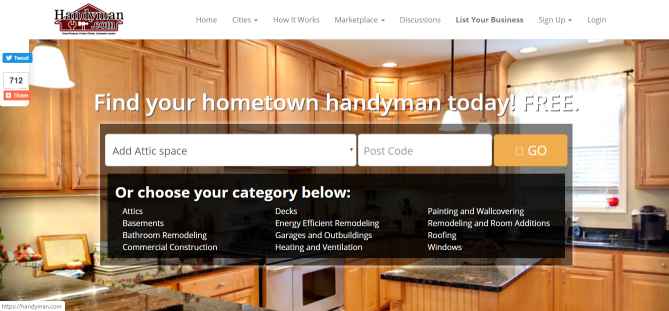 Handyman
.com
Home Cities How It Works Marketplace Discussions List Your Business Sign Up Login
Tweet
712
Share
Find your hometown handyman today! FREE.
Add Attic space
Post Code
GO
Or choose your category below:
Attics Decks Painting and Wallcovering
Basements Energy Efficient Remodeling Remodeling and Room Additions
Bathroom Remodeling Garages and Outbuildings Roofing
Commercial Construction Heating and Ventilation Windows
https://handyman.com